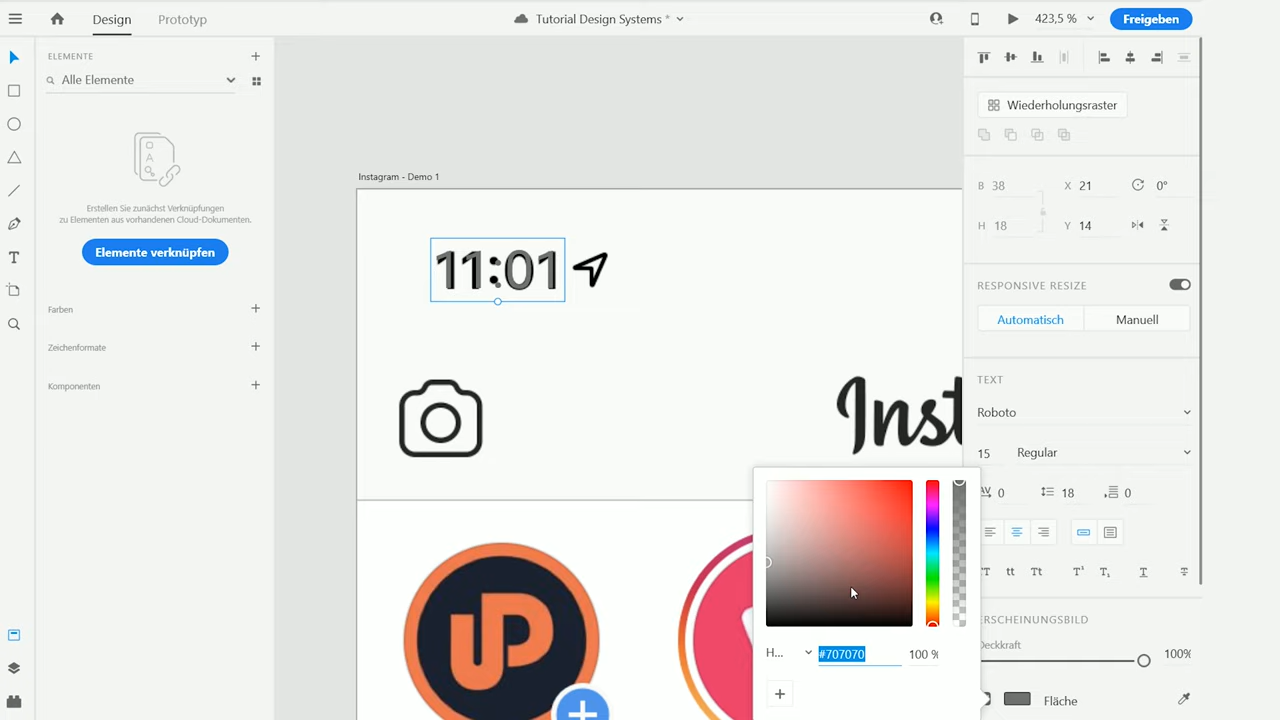 Design
Prototyp
Tutorial Design Systems *
423,5 %
Freigeben
ELEMENTE
Alle Elemente
Erstellen Sie zunächst Verknüpfungen
zu Elementen aus vorhandenen Cloud-Dokumenten.
Elemente verknüpfen
Farben
Zeichenformate
Komponenten
Instagram - Demo 1
11:01
Inst
Wiederholungsraster
B 38
X 21
0°
H 18
Y 14
RESPONSIVE RESIZE
Automatisch
Manuell
TEXT
Roboto
15
Regular
0
18
0
ERSCHEINUNGSBILD
Deckkraft
100%
H...
#707070
100 %
Fläche